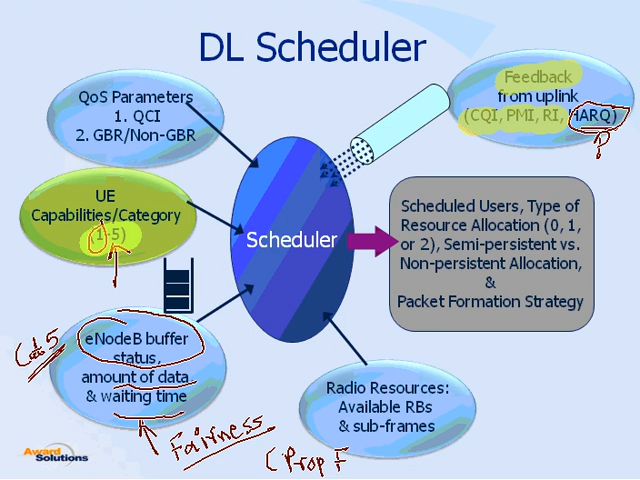 DL Scheduler
QoS Parameters
1. QCI
2. GBR/Non-GBR
Feedback
from uplink
(CQI, PMI, RI, HARQ)
P
UE
Capabilities/Category
(1-5)
Scheduler
Scheduled Users, Type of
Resource Allocation (0, 1,
or 2), Semi-persistent vs.
Non-persistent Allocation,
&
Packet Formation Strategy
Cat 5
eNodeB buffer
status,
amount of data
& waiting time
Fairness
(Prop F
Radio Resources:
Available RBs
& sub-frames
Award
Solutions